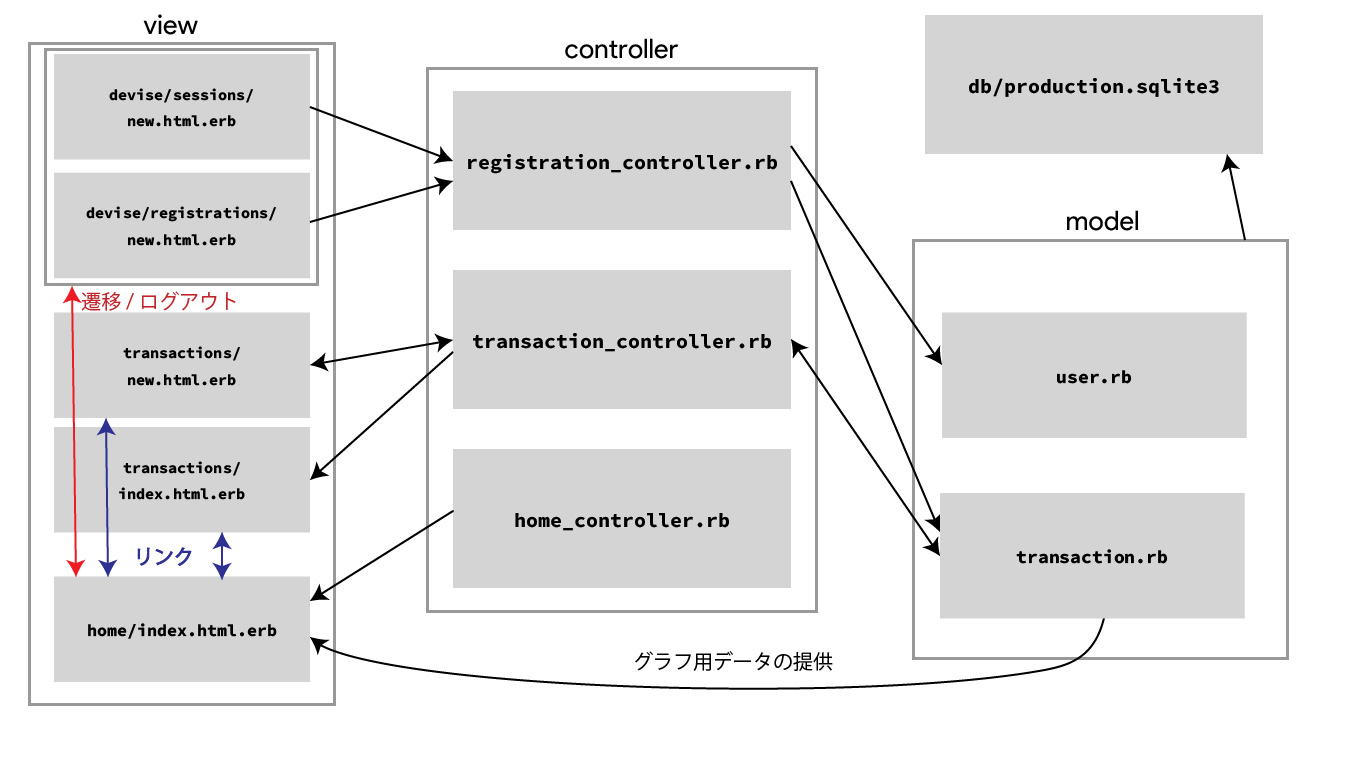 view
devise/sessions/
new.html.erb
devise/registrations/
new.html.erb
遷移 / ログアウト
transactions/
new.html.erb
transactions/
index.html.erb
リンク
home/index.html.erb
controller
registration_controller.rb
transaction_controller.rb
home_controller.rb
db/production.sqlite3
model
user.rb
transaction.rb
グラフ用データの提供